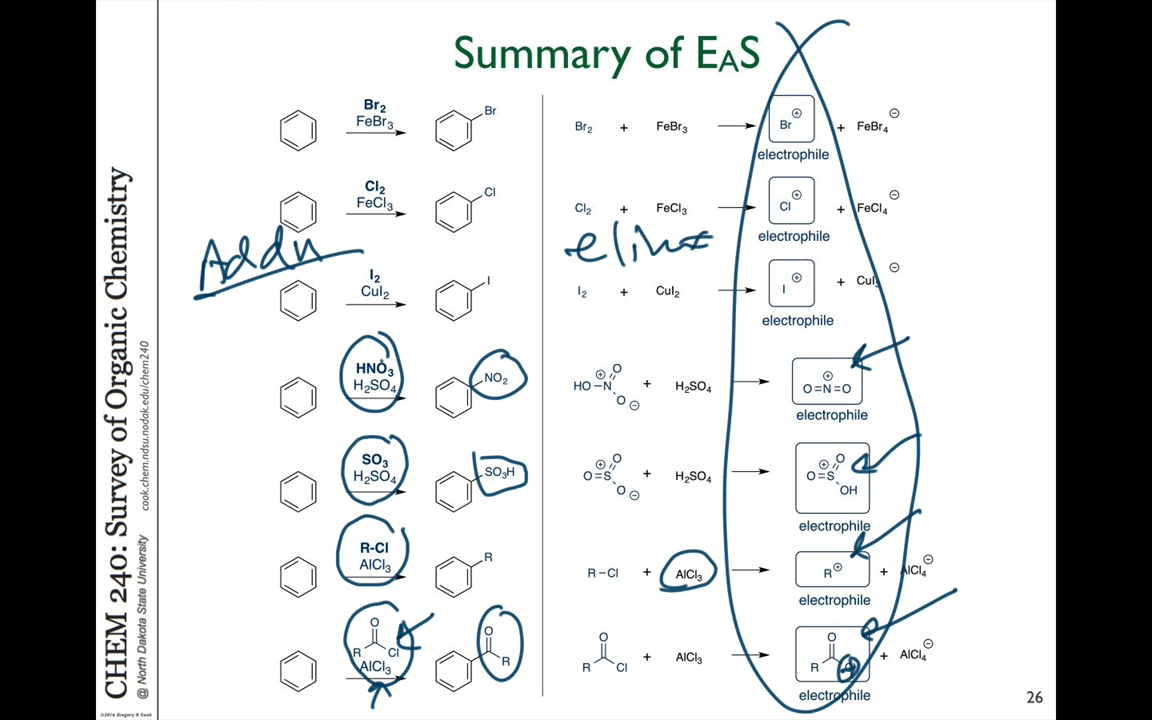 Summary of EAS
Br2
FeBr3
Br
Br2 + FeBr3
Br ⊕
+ FeBr4 ⊖
electrophile
Cl2
FeCl3
Cl
Cl2 + FeCl3
Cl ⊕
+ FeCl4 ⊖
electrophile
Addn
I2
CuI2
I
I2 + CuI2
I ⊕
electrophile
HNO3
H2SO4
NO2
HO–N ⊕ O O ⊖ + H2SO4
⊕
O=N=O
electrophile
SO3
H2SO4
SO3H
O=S ⊕ O O ⊖ + H2SO4
O=S ⊕ O OH
electrophile
R-Cl
AlCl3
R
R–Cl + AlCl3
R ⊕
+ AlCl4 ⊖
electrophile
O
R Cl
AlCl3
O
R
O
R Cl + AlCl3
O
R +
+ AlCl4 ⊖
electrophile
CHEM 240: Survey of Organic Chemistry
@ North Dakota State University cook.chem.ndsu.nodak.edu/chem240
©2016 Gregory R Cook
26